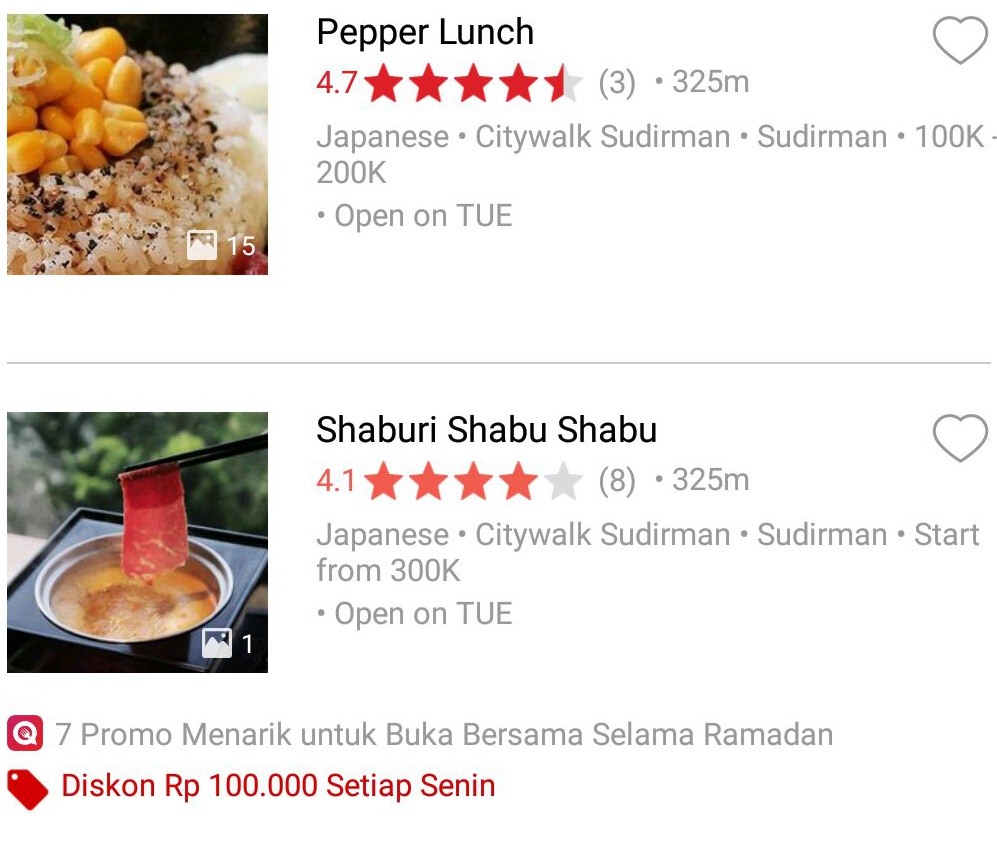 Pepper Lunch
4.7 (3) • 325m
Japanese • Citywalk Sudirman • Sudirman • 100K -
200K
• Open on TUE
15
Shaburi Shabu Shabu
4.1 (8) • 325m
Japanese • Citywalk Sudirman • Sudirman • Start
from 300K
• Open on TUE
1
7 Promo Menarik untuk Buka Bersama Selama Ramadan
Diskon Rp 100.000 Setiap Senin